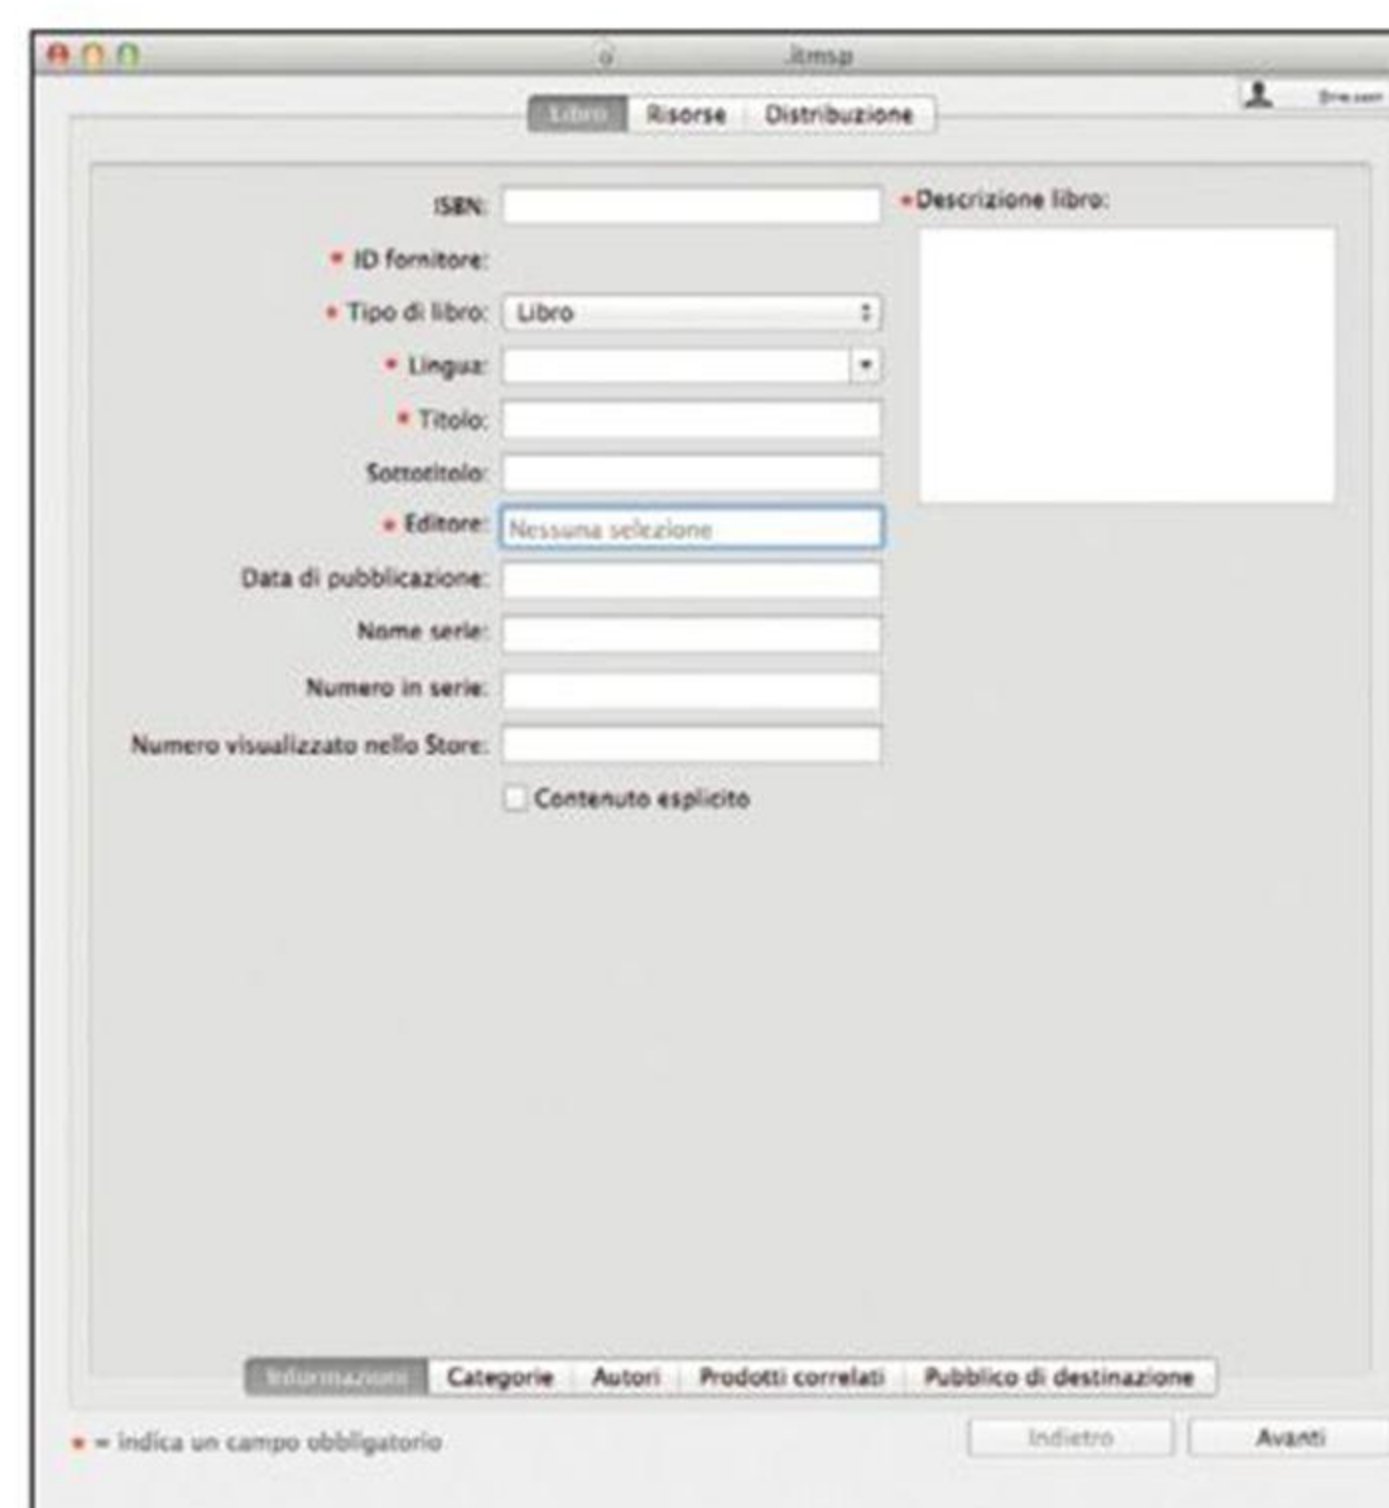 .itmsp
Libro Risorse Distribuzione
ISBN:
* Descrizione libro:
* ID fornitore:
* Tipo di libro: Libro
* Lingua:
* Titolo:
Sottotitolo:
* Editore: Nessuna selezione
Data di pubblicazione:
Nome serie:
Numero in serie:
Numero visualizzato nello Store:
Contenuto esplicito
Informazioni Categorie Autori Prodotti correlati Pubblico di destinazione
* = indica un campo obbligatorio
Indietro Avanti